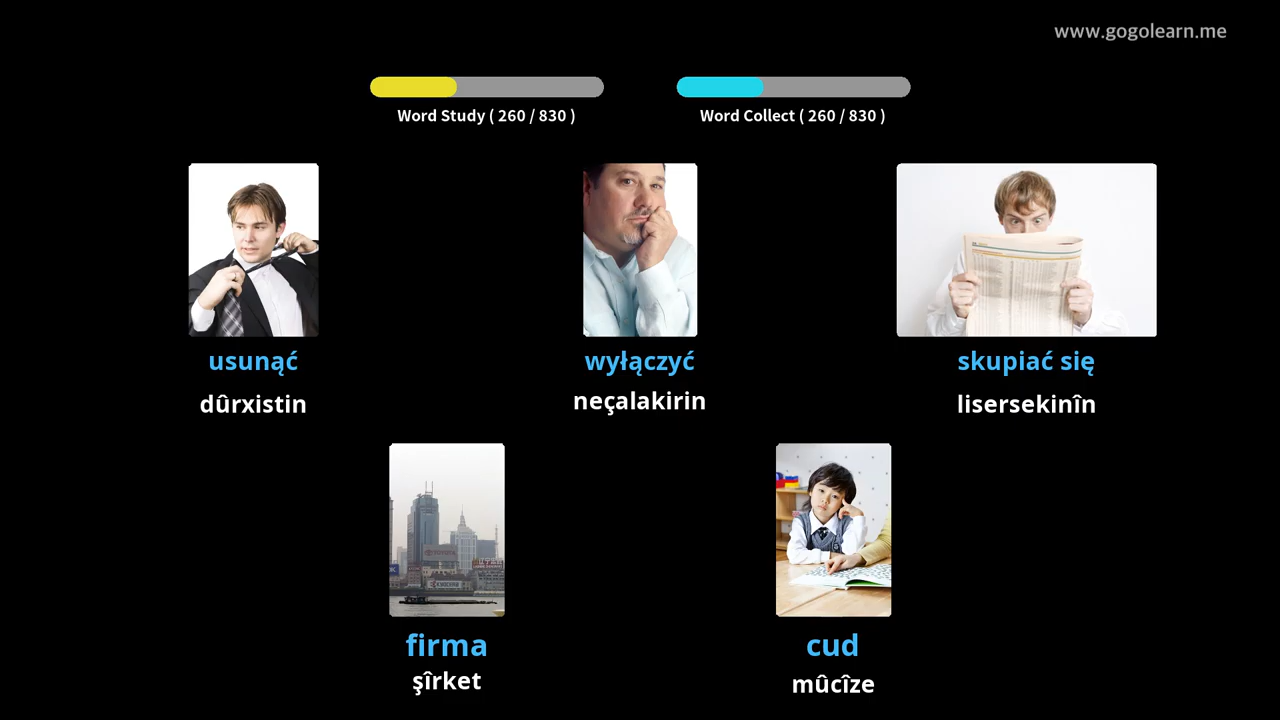 www.gogolearn.me
Word Study ( 260 / 830 )
Word Collect ( 260 / 830 )
usunąć
dûrxistin
wyłączyć
neçalakirin
skupiać się
lisersekinîn
firma
şîrket
cud
mûcîze